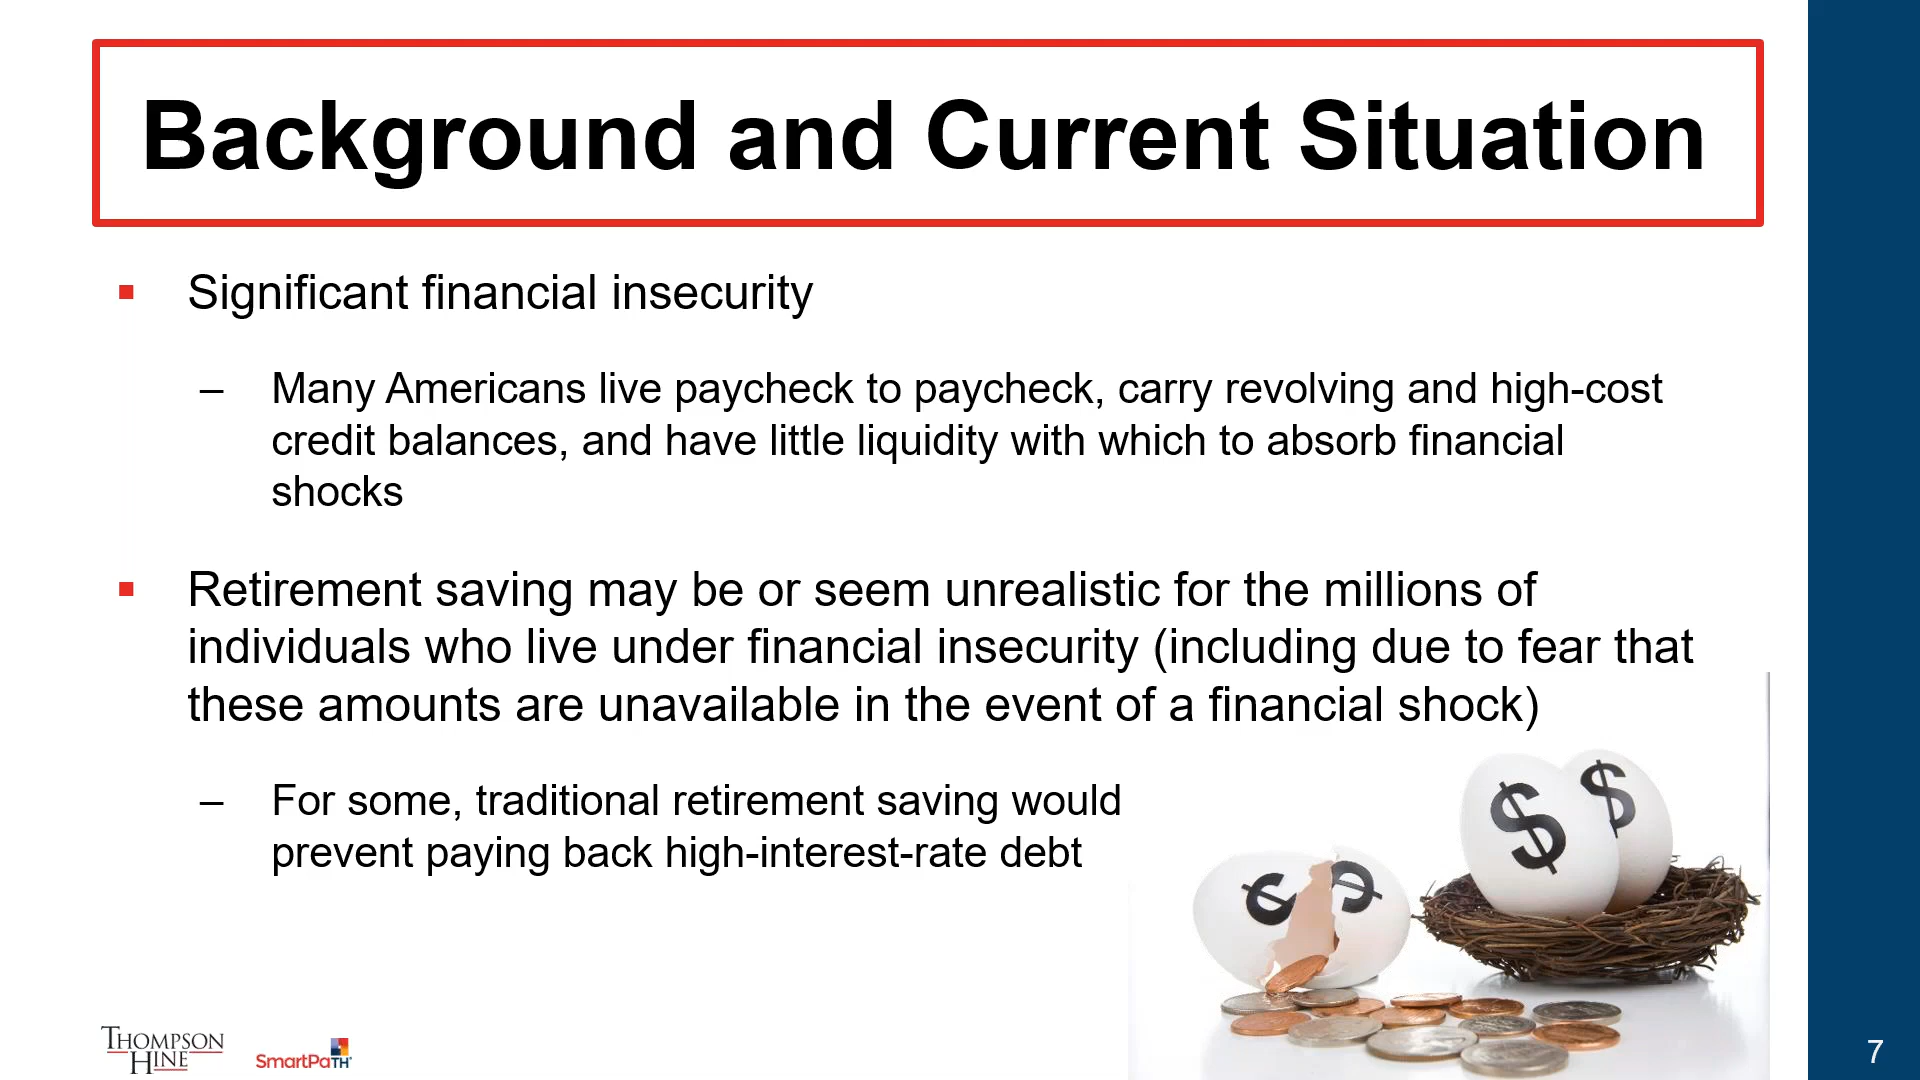 Background and Current Situation
▪ Significant financial insecurity
– Many Americans live paycheck to paycheck, carry revolving and high-cost
credit balances, and have little liquidity with which to absorb financial
shocks
▪ Retirement saving may be or seem unrealistic for the millions of
individuals who live under financial insecurity (including due to fear that
these amounts are unavailable in the event of a financial shock)
– For some, traditional retirement saving would
prevent paying back high-interest-rate debt
$ $
$
THOMPSON
HINE
SmartPaTH
7